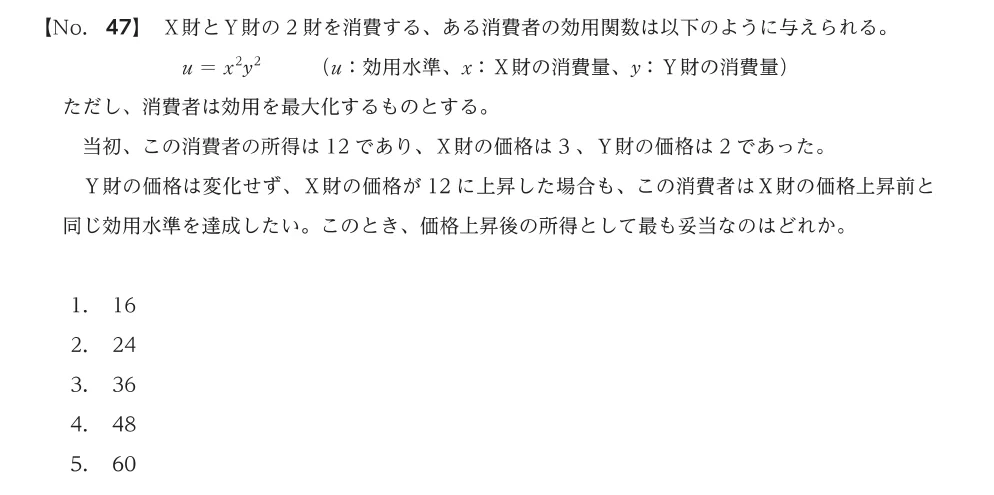 【No. 47】 X財とY財の2財を消費する、ある消費者の効用関数は以下のように与えられる。
u = x²y² （u：効用水準、x：X財の消費量、y：Y財の消費量）
ただし、消費者は効用を最大化するものとする。
当初、この消費者の所得は12であり、X財の価格は3、Y財の価格は2であった。
Y財の価格は変化せず、X財の価格が12に上昇した場合も、この消費者はX財の価格上昇前と
同じ効用水準を達成したい。このとき、価格上昇後の所得として最も妥当なのはどれか。
1. 16
2. 24
3. 36
4. 48
5. 60